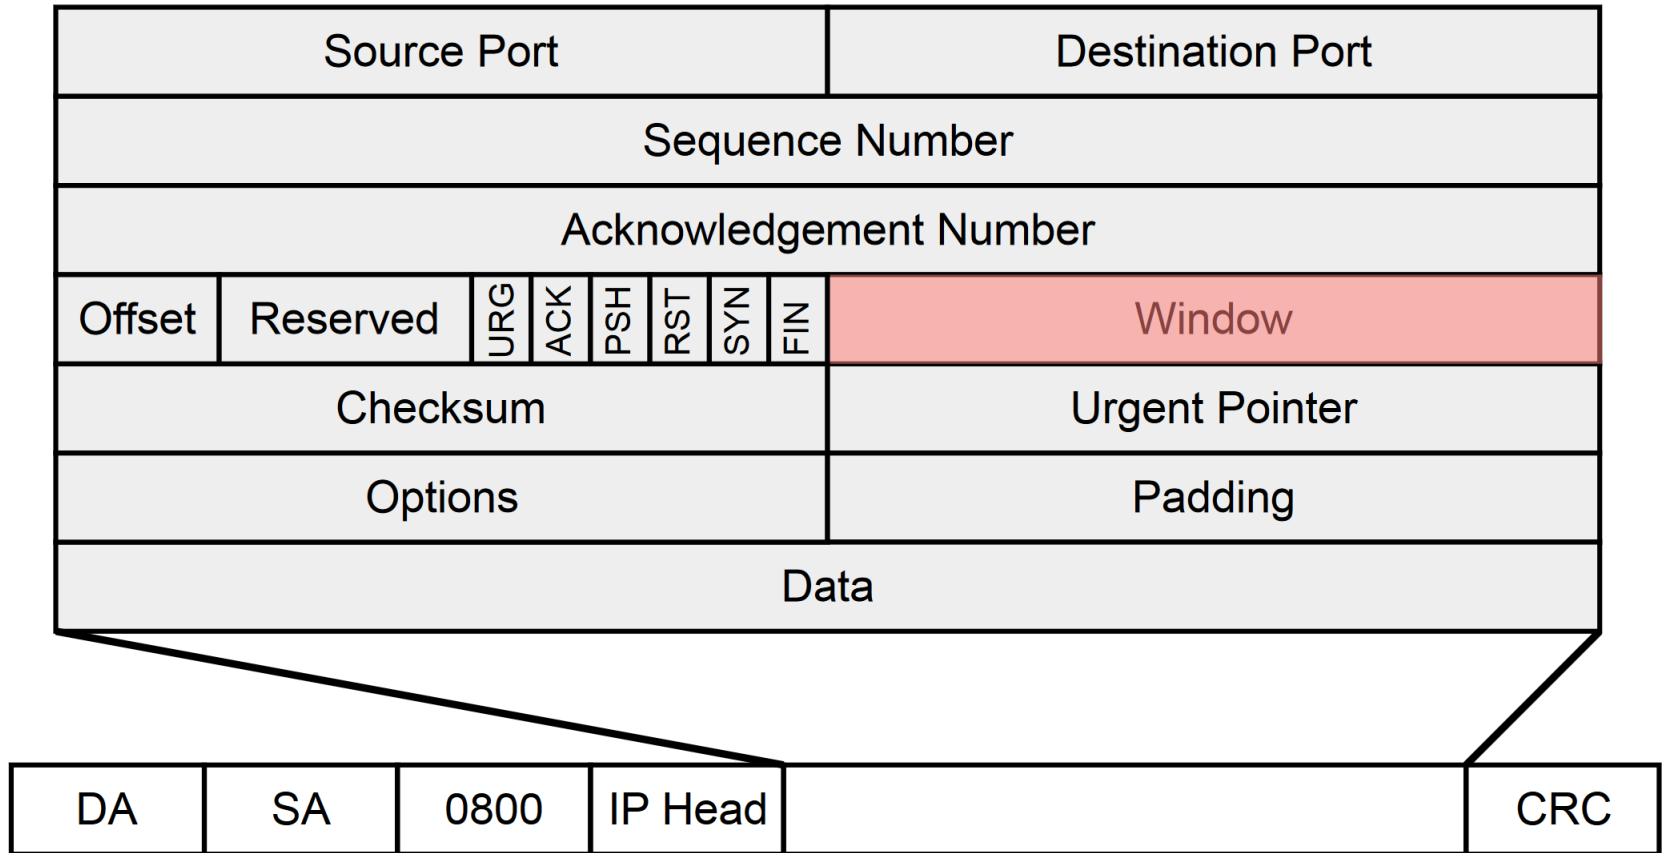 Source Port Destination Port
Sequence Number
Acknowledgement Number
Offset Reserved URG ACK PSH RST SYN FIN Window
Checksum Urgent Pointer
Options Padding
Data
DA SA 0800 IP Head CRC